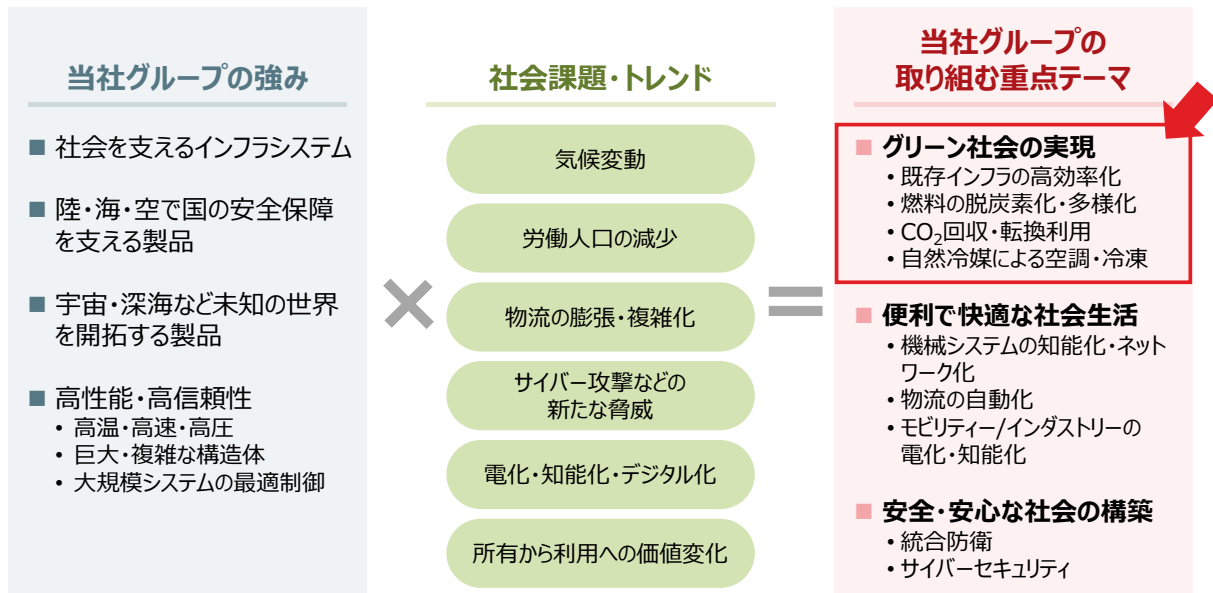 当社グループの強み
■ 社会を支えるインフラシステム
■ 陸・海・空で国の安全保障
を支える製品
■ 宇宙・深海など未知の世界
を開拓する製品
■ 高性能・高信頼性
• 高温・高速・高圧
• 巨大・複雑な構造体
• 大規模システムの最適制御
×
社会課題・トレンド
気候変動
労働人口の減少
物流の膨張・複雑化
サイバー攻撃などの
新たな脅威
電化・知能化・デジタル化
所有から利用への価値変化
=
当社グループの
取り組む重点テーマ
■ グリーン社会の実現
• 既存インフラの高効率化
• 燃料の脱炭素化・多様化
• CO₂回収・転換利用
• 自然冷媒による空調・冷凍
■ 便利で快適な社会生活
• 機械システムの知能化・ネット
ワーク化
• 物流の自動化
• モビリティー/インダストリーの
電化・知能化
■ 安全・安心な社会の構築
• 統合防衛
• サイバーセキュリティ